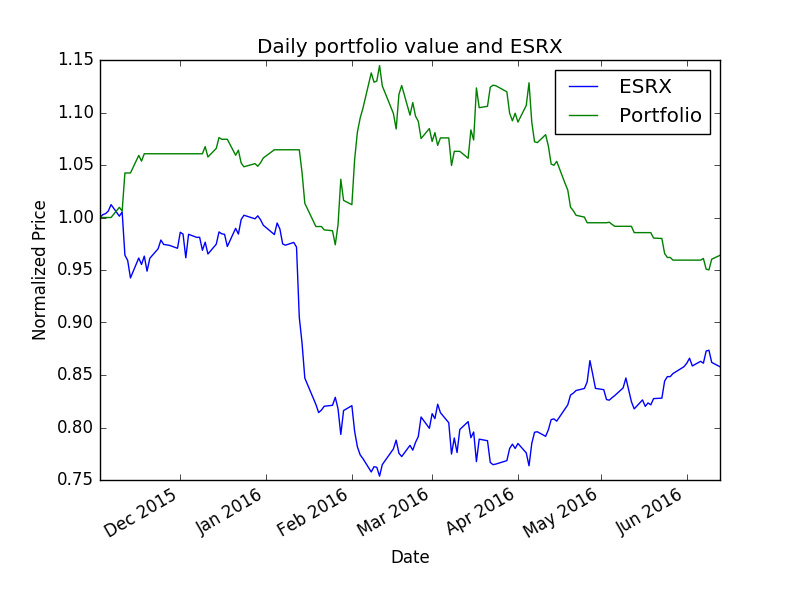 Daily portfolio value and ESRX
1.15
1.10
1.05
1.00
0.95
0.90
0.85
0.80
0.75
Normalized Price
ESRX
Portfolio
Dec 2015
Jan 2016
Feb 2016
Mar 2016
Apr 2016
May 2016
Jun 2016
Date